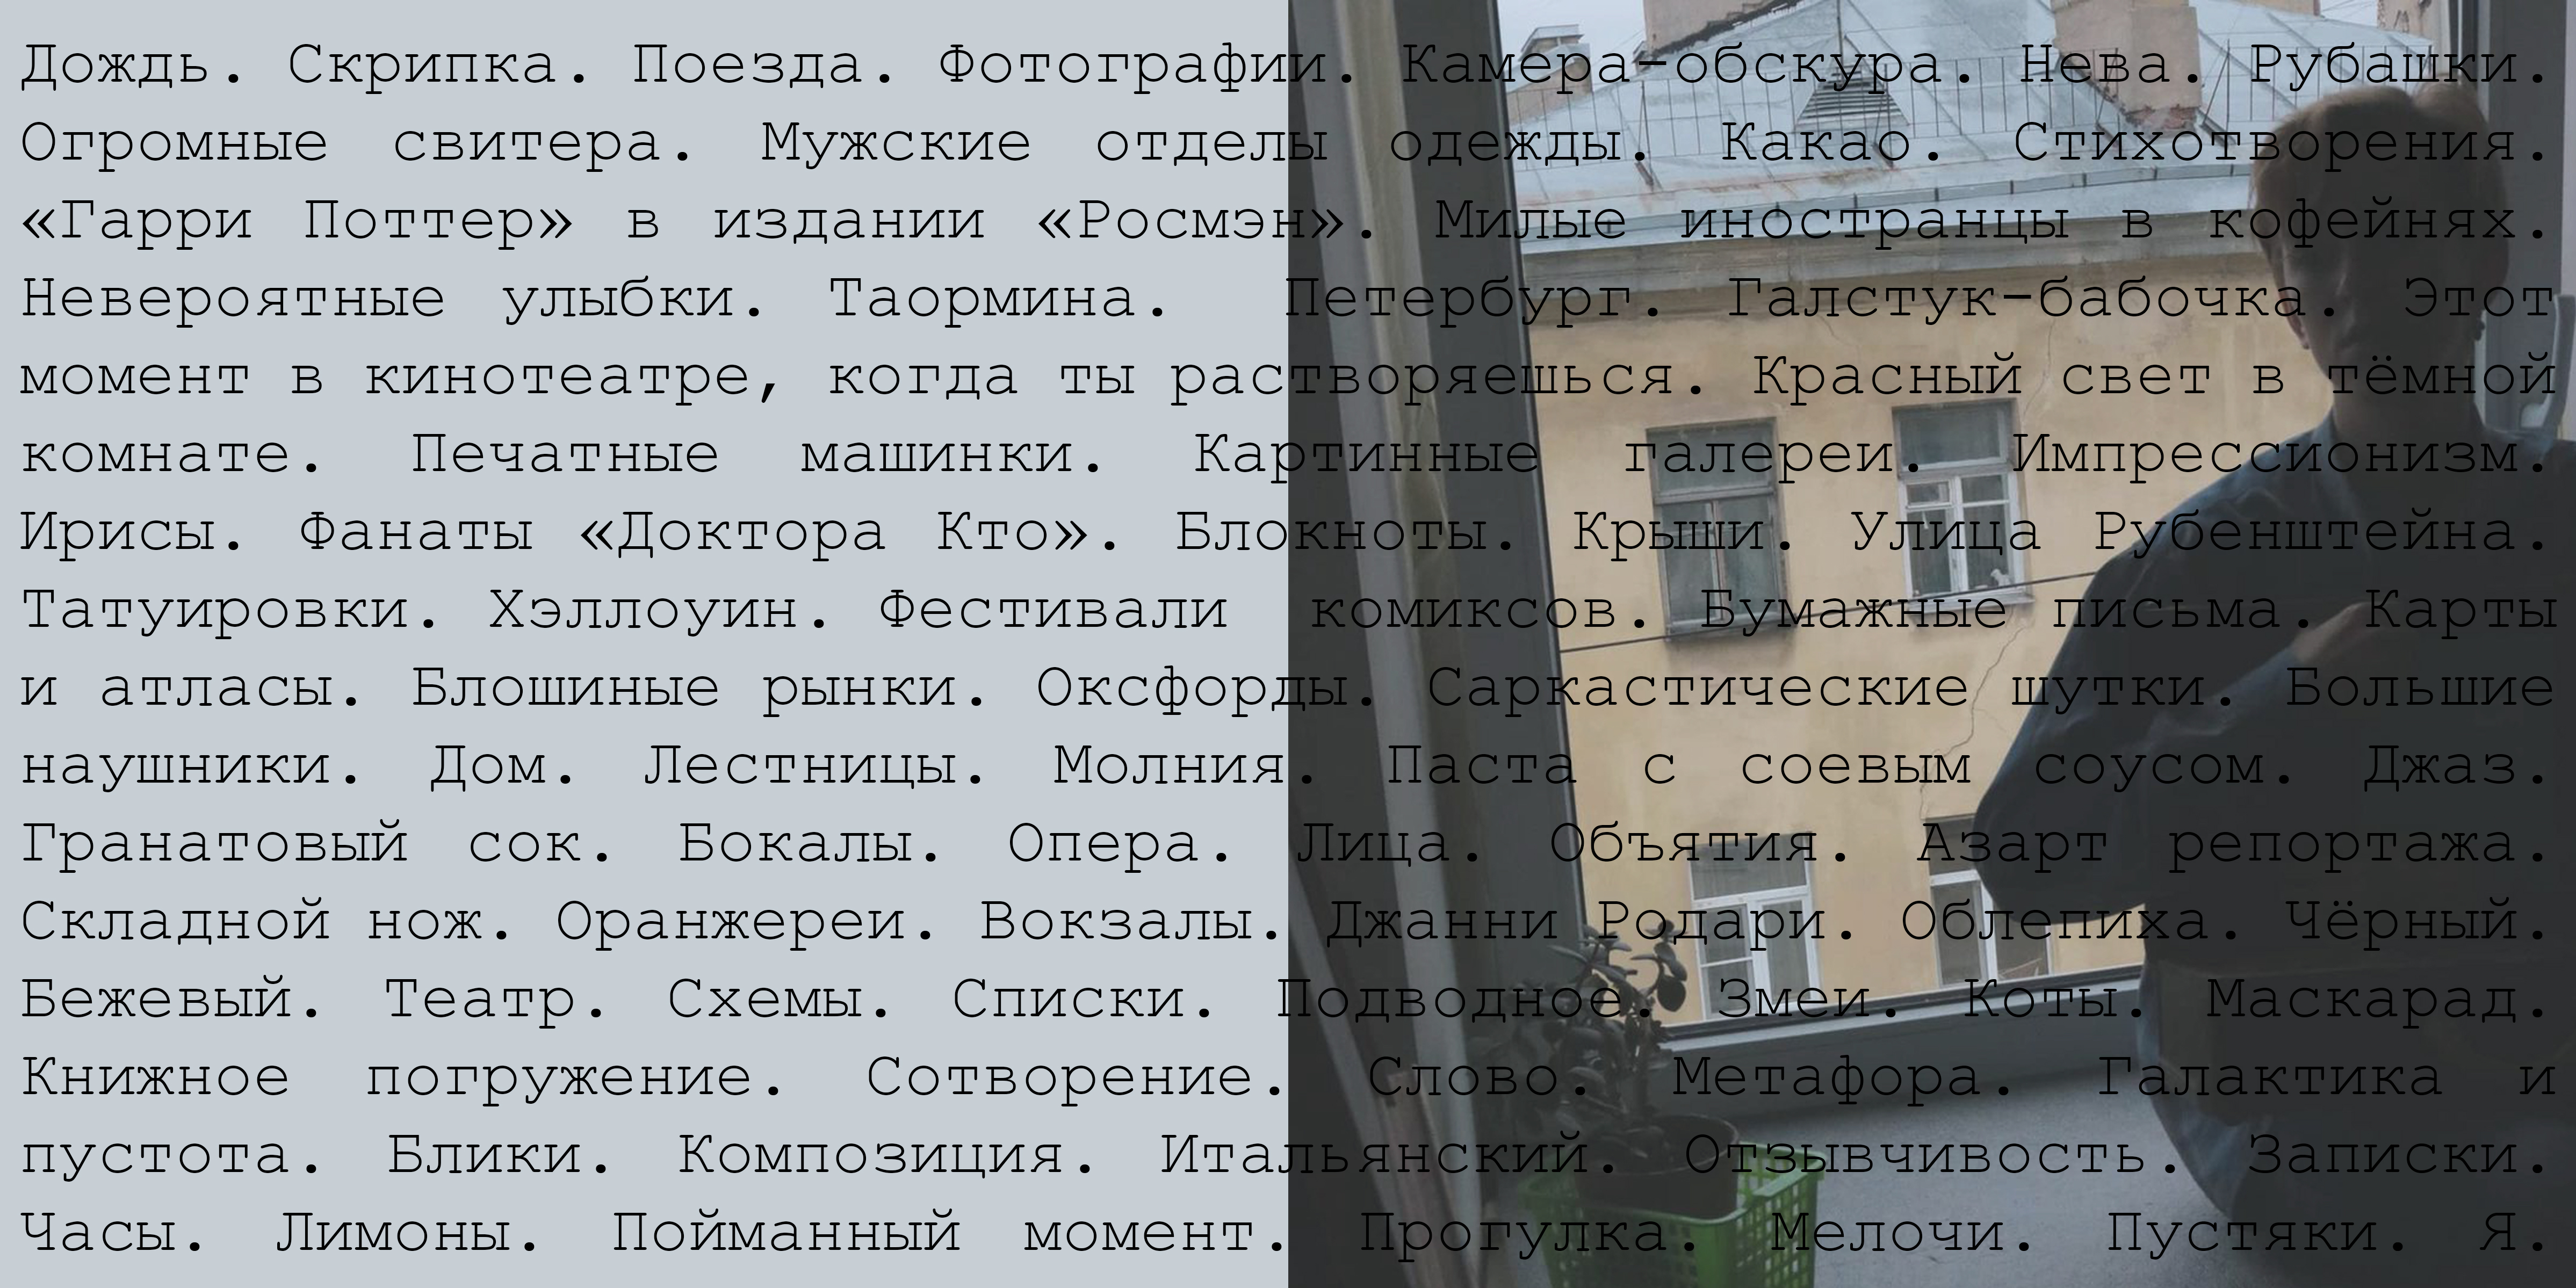 Дождь. Скрипка. Поезда. Фотографии. Камера-обскура. Нева. Рубашки.
Огромные свитера. Мужские отделы одежды. Какао. Стихотворения.
«Гарри Поттер» в издании «Росмэн». Милые иностранцы в кофейнях.
Невероятные улыбки. Таормина. Петербург. Галстук-бабочка. Этот
момент в кинотеатре, когда ты растворяешься. Красный свет в тёмной
комнате. Печатные машинки. Картинные галереи. Импрессионизм.
Ирисы. Фанаты «Доктора Кто». Блокноты. Крыши. Улица Рубенштейна.
Татуировки. Хэллоуин. Фестивали комиксов. Бумажные письма. Карты
и атласы. Блошиные рынки. Оксфорды. Саркастические шутки. Большие
наушники. Дом. Лестницы. Молния. Паста с соевым соусом. Джаз.
Гранатовый сок. Бокалы. Опера. Лица. Объятия. Азарт репортажа.
Складной нож. Оранжереи. Вокзалы. Джанни Родари. Облепиха. Чёрный.
Бежевый. Театр. Схемы. Списки. Подводное. Змеи. Коты. Маскарад.
Книжное погружение. Сотворение. Слово. Метафора. Галактика и
пустота. Блики. Композиция. Итальянский. Отзывчивость. Записки.
Часы. Лимоны. Пойманный момент. Прогулка. Мелочи. Пустяки. Я.